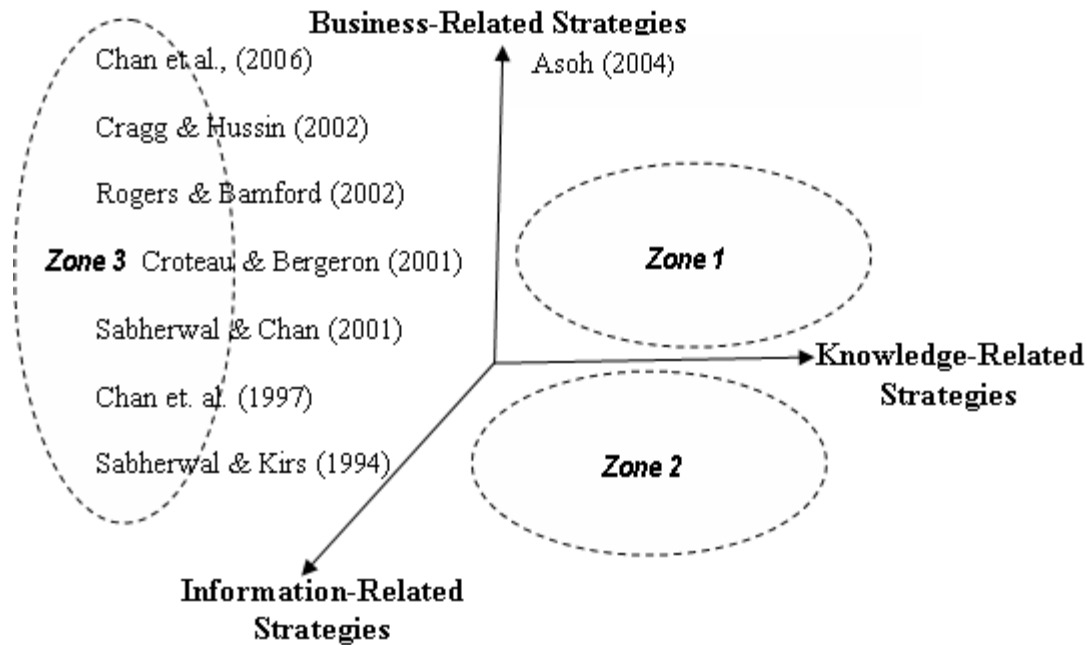 Business-Related Strategies
Chan et al., (2006)
Asoh (2004)
Cragg & Hussin (2002)
Rogers & Bamford (2002)
Zone 3 Croteau & Bergeron (2001)
Zone 1
Sabherwal & Chan (2001)
Knowledge-Related
Strategies
Chan et. al. (1997)
Sabherwal & Kirs (1994)
Zone 2
Information-Related
Strategies